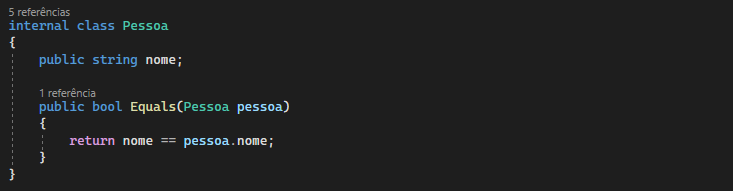 5 referências
internal class Pessoa
{
public string nome;
1 referência
public bool Equals(Pessoa pessoa)
{
return nome == pessoa.nome;
}
}